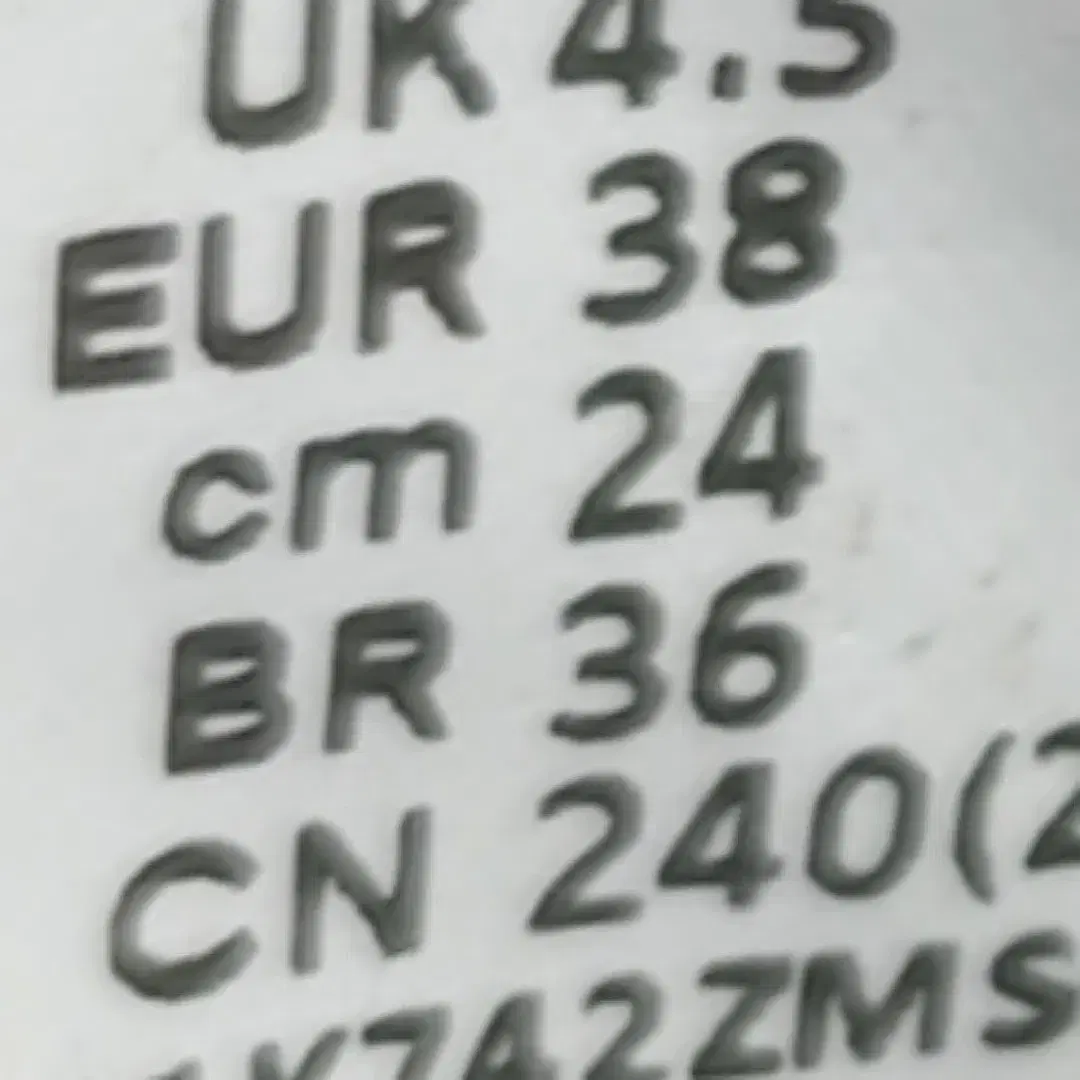 UK 4.5
EUR 38
cm 24
BR 36
CN 240(2